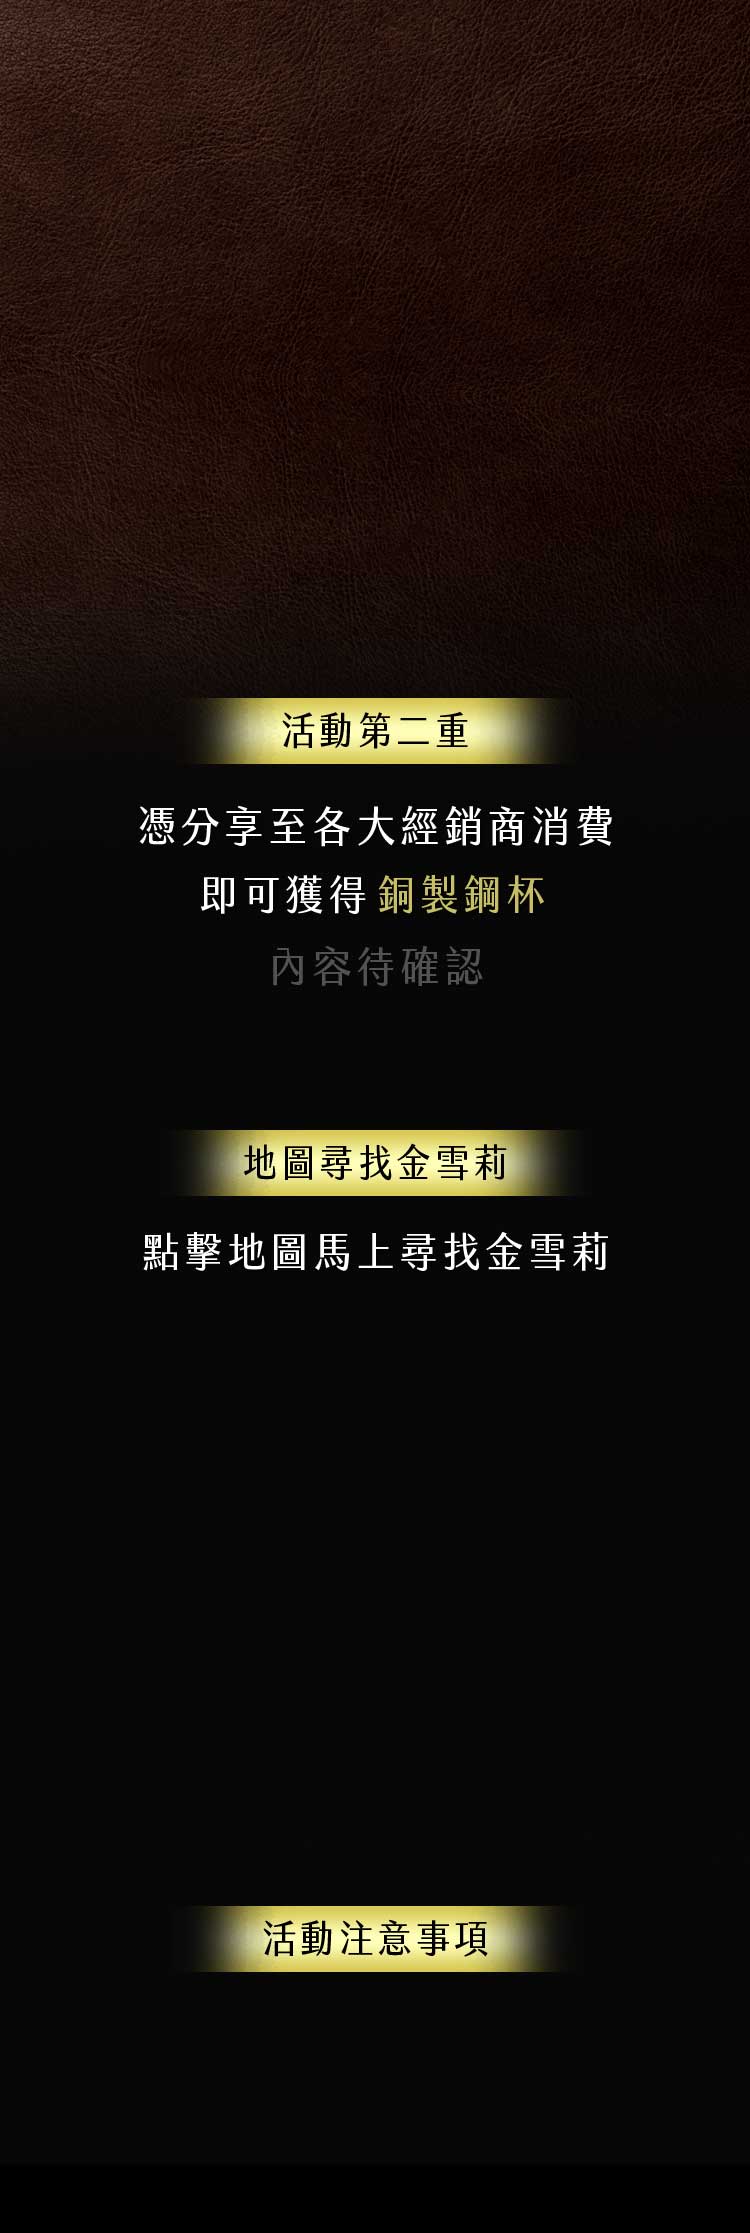 活動第二重
憑分享至各大經銷商消費
即可獲得銅製鋼杯
內容待確認
地圖尋找金雪莉
點擊地圖馬上尋找金雪莉
活動注意事項